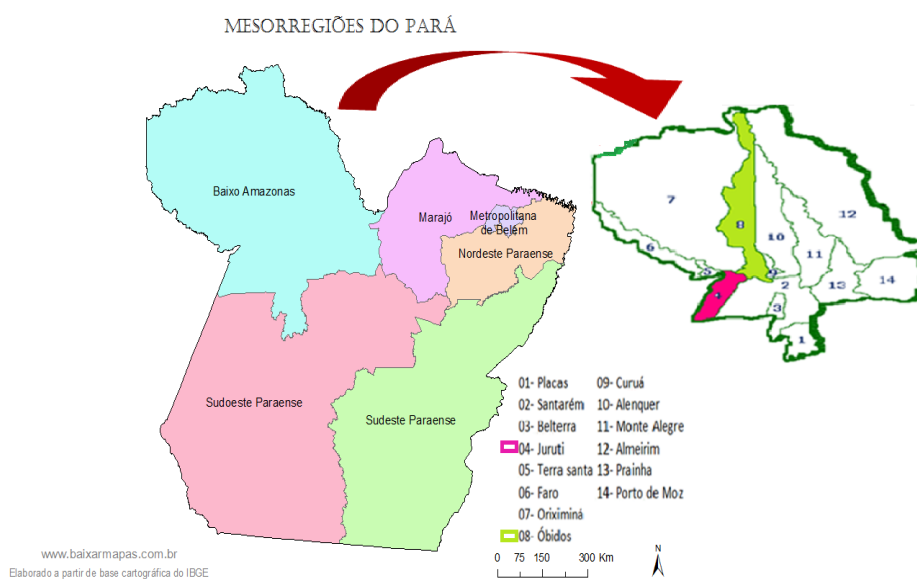 MESORREGIÕES DO PARÁ
Baixo Amazonas
Marajó
Metropolitana
de Belém
Nordeste Paraense
Sudoeste Paraense
Sudeste Paraense
7
8
12
10
6
11
5
9
2
13
14
4
3
1
01- Placas
02- Santarém
03- Belterra
04- Juruti
05- Terra santa
06- Faro
07- Oriximiná
08- Óbidos
09- Curuá
10- Alenquer
11- Monte Alegre
12- Almeirim
13- Prainha
14- Porto de Moz
0 75 150 300 Km
N
www.baixarmapas.com.br
Elaborado a partir de base cartográfica do IBGE